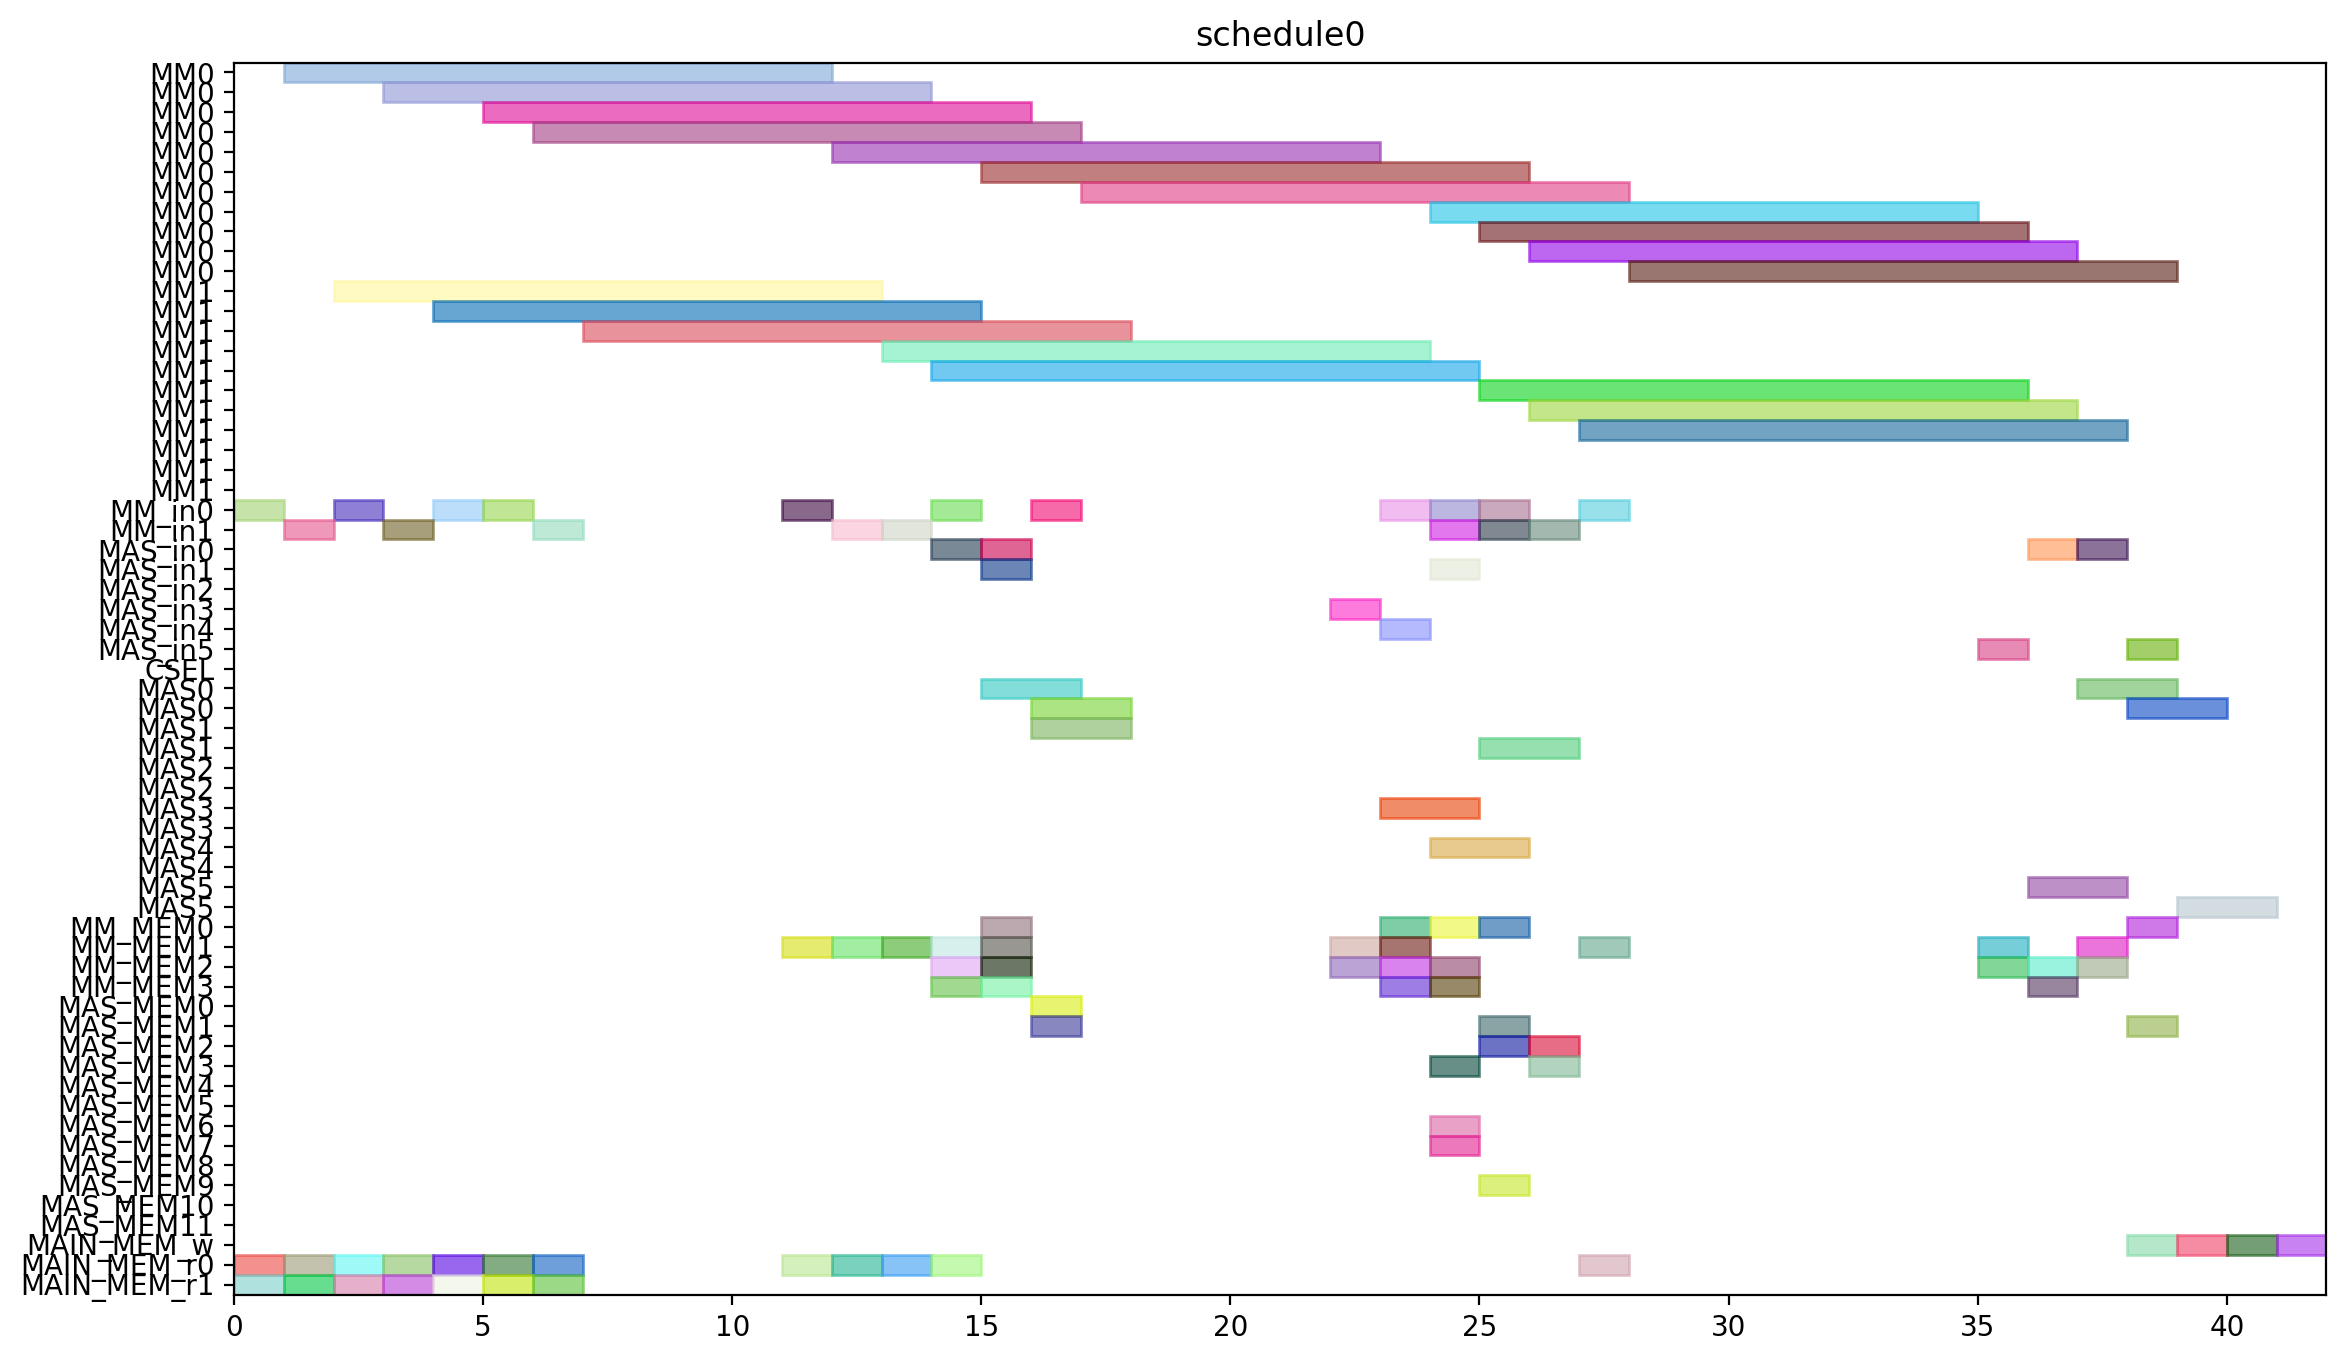 schedule0
MM0
MM0
MM0
MM0
MM0
MM0
MM0
MM0
MM0
MM0
MM0
MM1
MM1
MM1
MM1
MM1
MM1
MM1
MM1
MM1
MM1
MM1
MM_in0
MM_in1
MAS_in0
MAS_in1
MAS_in2
MAS_in3
MAS_in4
MAS_in5
CSEL
MAS0
MAS0
MAS1
MAS1
MAS2
MAS2
MAS3
MAS3
MAS4
MAS4
MAS5
MAS5
MM_MEM0
MM_MEM1
MM_MEM2
MM_MEM3
MAS_MEM0
MAS_MEM1
MAS_MEM2
MAS_MEM3
MAS_MEM4
MAS_MEM5
MAS_MEM6
MAS_MEM7
MAS_MEM8
MAS_MEM9
MAS_MEM10
MAS_MEM11
MAIN_MEM_w
MAIN_MEM_r0
MAIN_MEM_r1
0 5 10 15 20 25 30 35 40